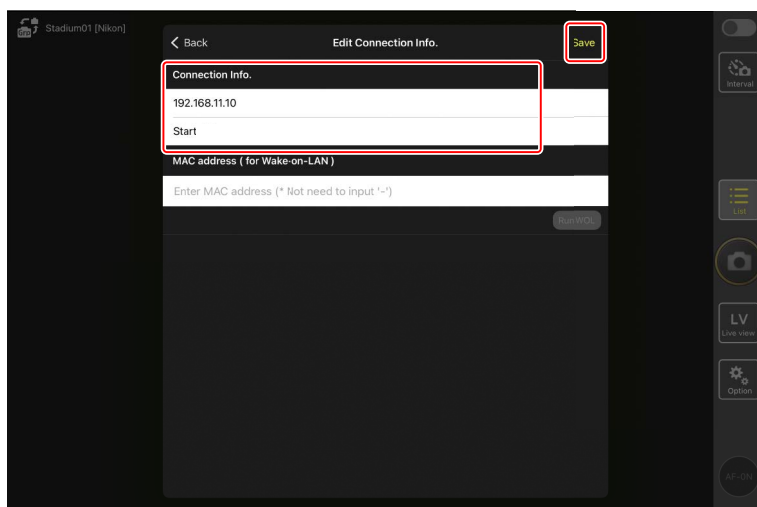 Grp
Stadium01 [Nikon]
Back
Edit Connection Info.
Save
Connection Info.
192.168.11.10
Start
MAC address ( for Wake-on-LAN )
Enter MAC address (* Not need to input '-')
Run WOL
Interval
List
LV
Live view
Option
AF-ON